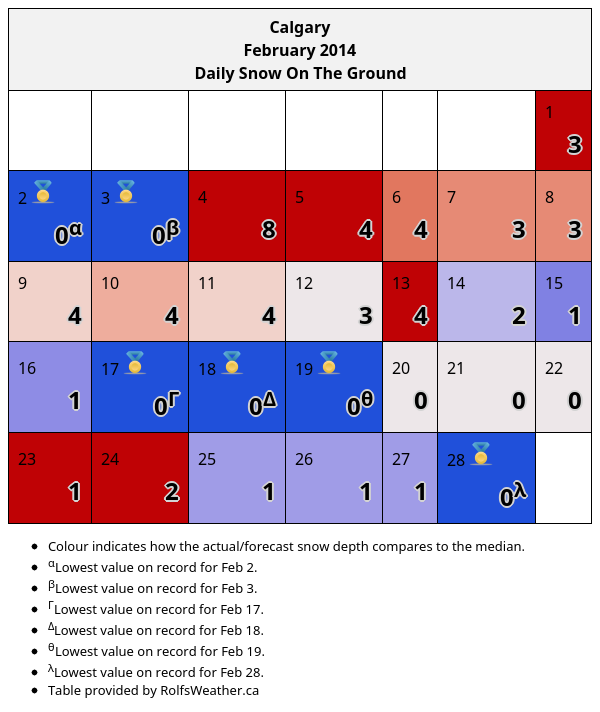 Calgary
February 2014
Daily Snow On The Ground
1
3
2 3 4 5 6 7 8
0α 0β 8 4 4 3 3
9 10 11 12 13 14 15
4 4 4 3 4 2 1
16 17 18 19 20 21 22
1 0Γ 0Δ 0θ 0 0 0
23 24 25 26 27 28
1 2 1 1 1 0λ
• Colour indicates how the actual/forecast snow depth compares to the median.
• αLowest value on record for Feb 2.
• βLowest value on record for Feb 3.
• ΓLowest value on record for Feb 17.
• ΔLowest value on record for Feb 18.
• θLowest value on record for Feb 19.
• λLowest value on record for Feb 28.
• Table provided by RolfsWeather.ca